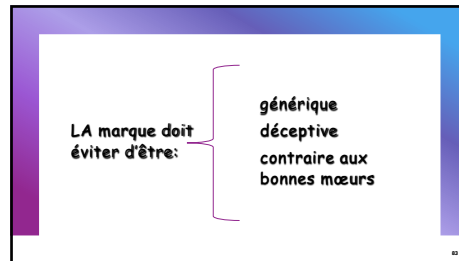 LA marque doit
éviter d'être:
générique
déceptive
contraire aux
bonnes mœurs
83